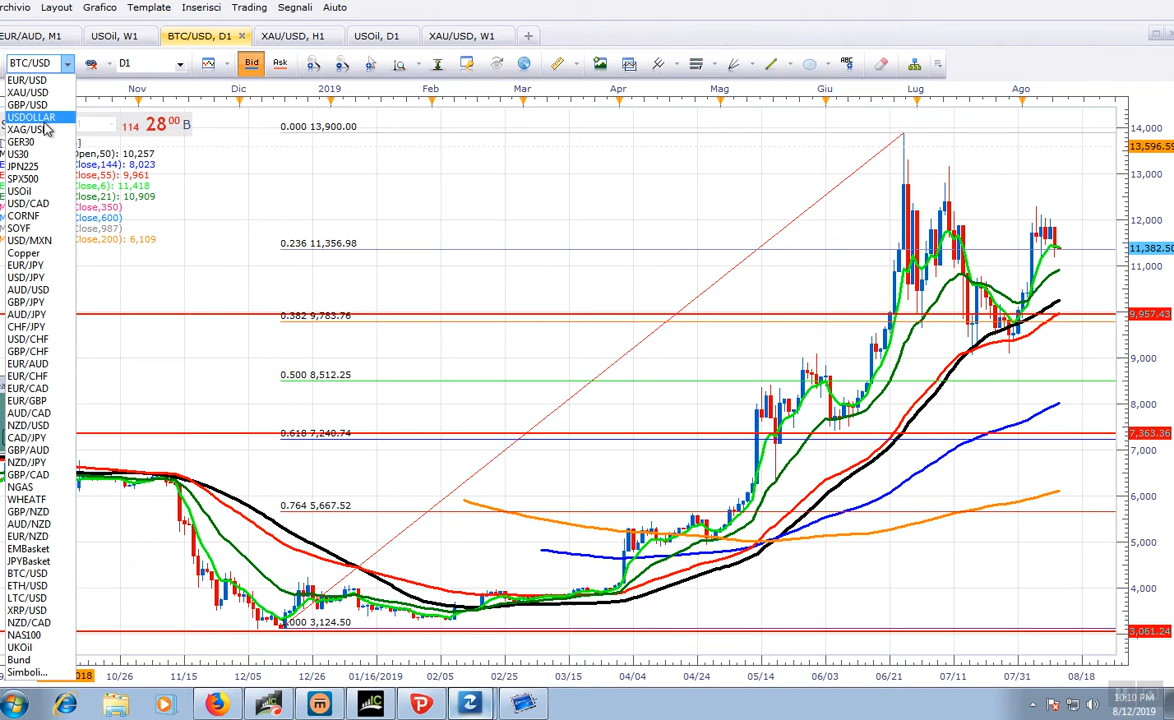 rchivio Layout Grafico Template Inserisci Trading Segnali Aiuto
EUR/AUD, M1 USOil, W1 BTC/USD, D1 XAU/USD, H1 USOil, D1 XAU/USD, W1
BTC/USD D1 Bid Ask ABC
Nov Dic 2019 Feb Mar Apr Mag Giu Lug Ago
EUR/USD
XAU/USD
GBP/USD
USDOLLAR
XAG/USD
GER30
US30
JPN225
SPX500
USOil
USD/CAD
CORNF
SOYF
USD/MXN
Copper
EUR/JPY
USD/JPY
AUD/USD
GBP/JPY
AUD/JPY
CHF/JPY
USD/CHF
GBP/CHF
EUR/AUD
EUR/CHF
EUR/CAD
EUR/GBP
AUD/CAD
NZD/USD
CAD/JPY
GBP/AUD
NZD/JPY
GBP/CAD
NGAS
WHEATF
GBP/NZD
AUD/NZD
EUR/NZD
EMBasket
JPYBasket
BTC/USD
ETH/USD
LTC/USD
XRP/USD
NZD/CAD
NAS100
UKOil
Bund
Simboli...
114 28 00 B
Open,50): 10,257
Close,144): 8,023
Close,55): 9,961
Close,6): 11,418
Close,21): 10,909
Close,350)
Close,600)
Close,987)
Close,200): 6,109
0.000 13,900.00
0.236 11,356.98
0.382 9,783.76
0.500 8,512.25
0.618 7,240.74
0.764 5,667.52
.000 3,124.50
14,000
13,596.59
13,000
12,000
11,382.50
11,000
9,957.43
9,000
8,000
7,363.36
7,000
6,000
5,000
4,000
3,061.24
2018 10/26 11/15 12/05 12/26 01/16/2019 02/05 02/25 03/14 04/04 04/24 05/14 06/03 06/21 07/11 07/31 08/18
10:10 PM
8/12/2019